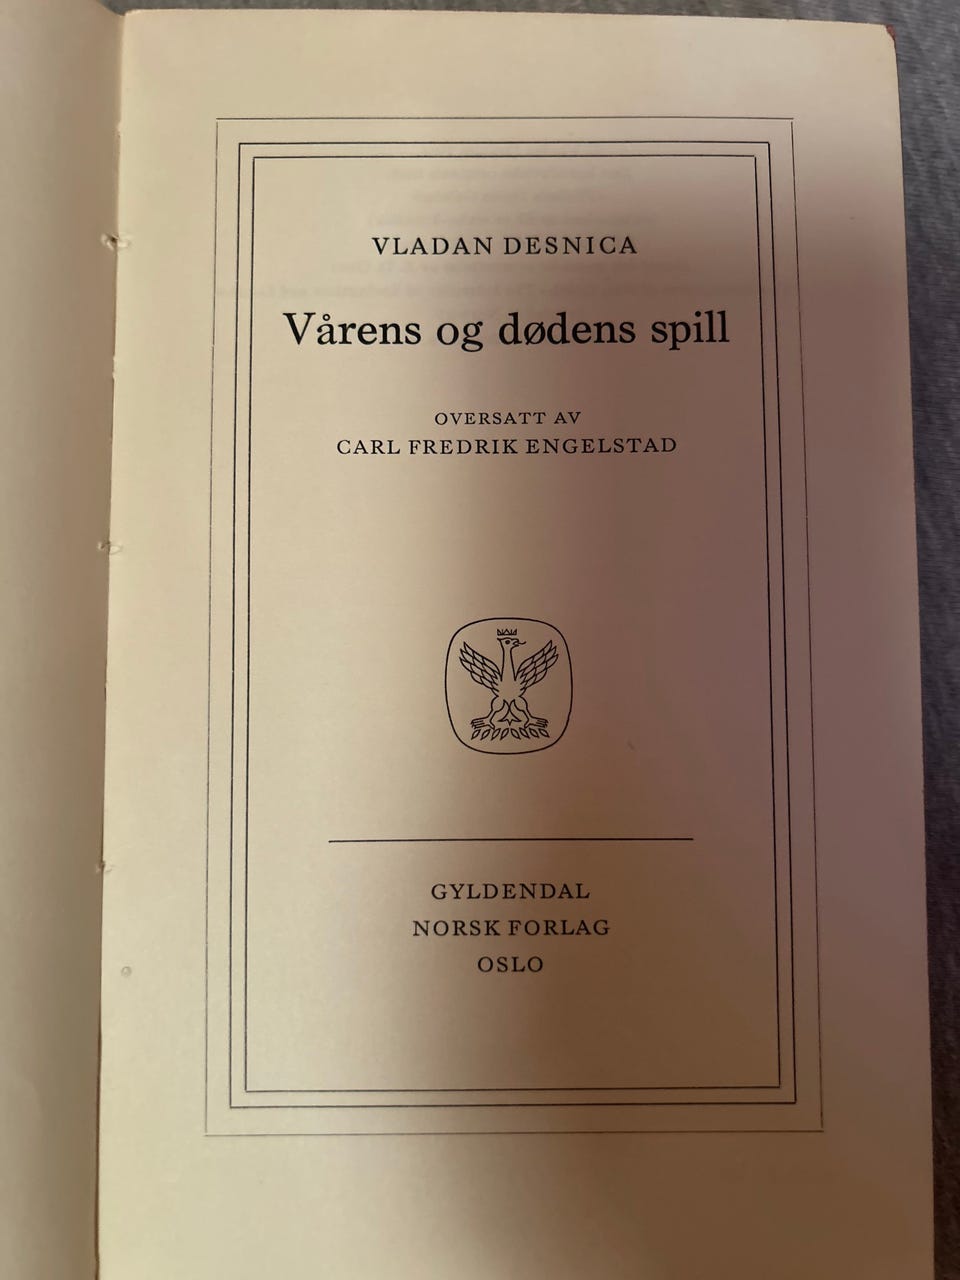 VLADAN DESNICA
Vårens og dødens spill
OVERSATT AV
CARL FREDRIK ENGELSTAD
GYLDENDAL
NORSK FORLAG
OSLO